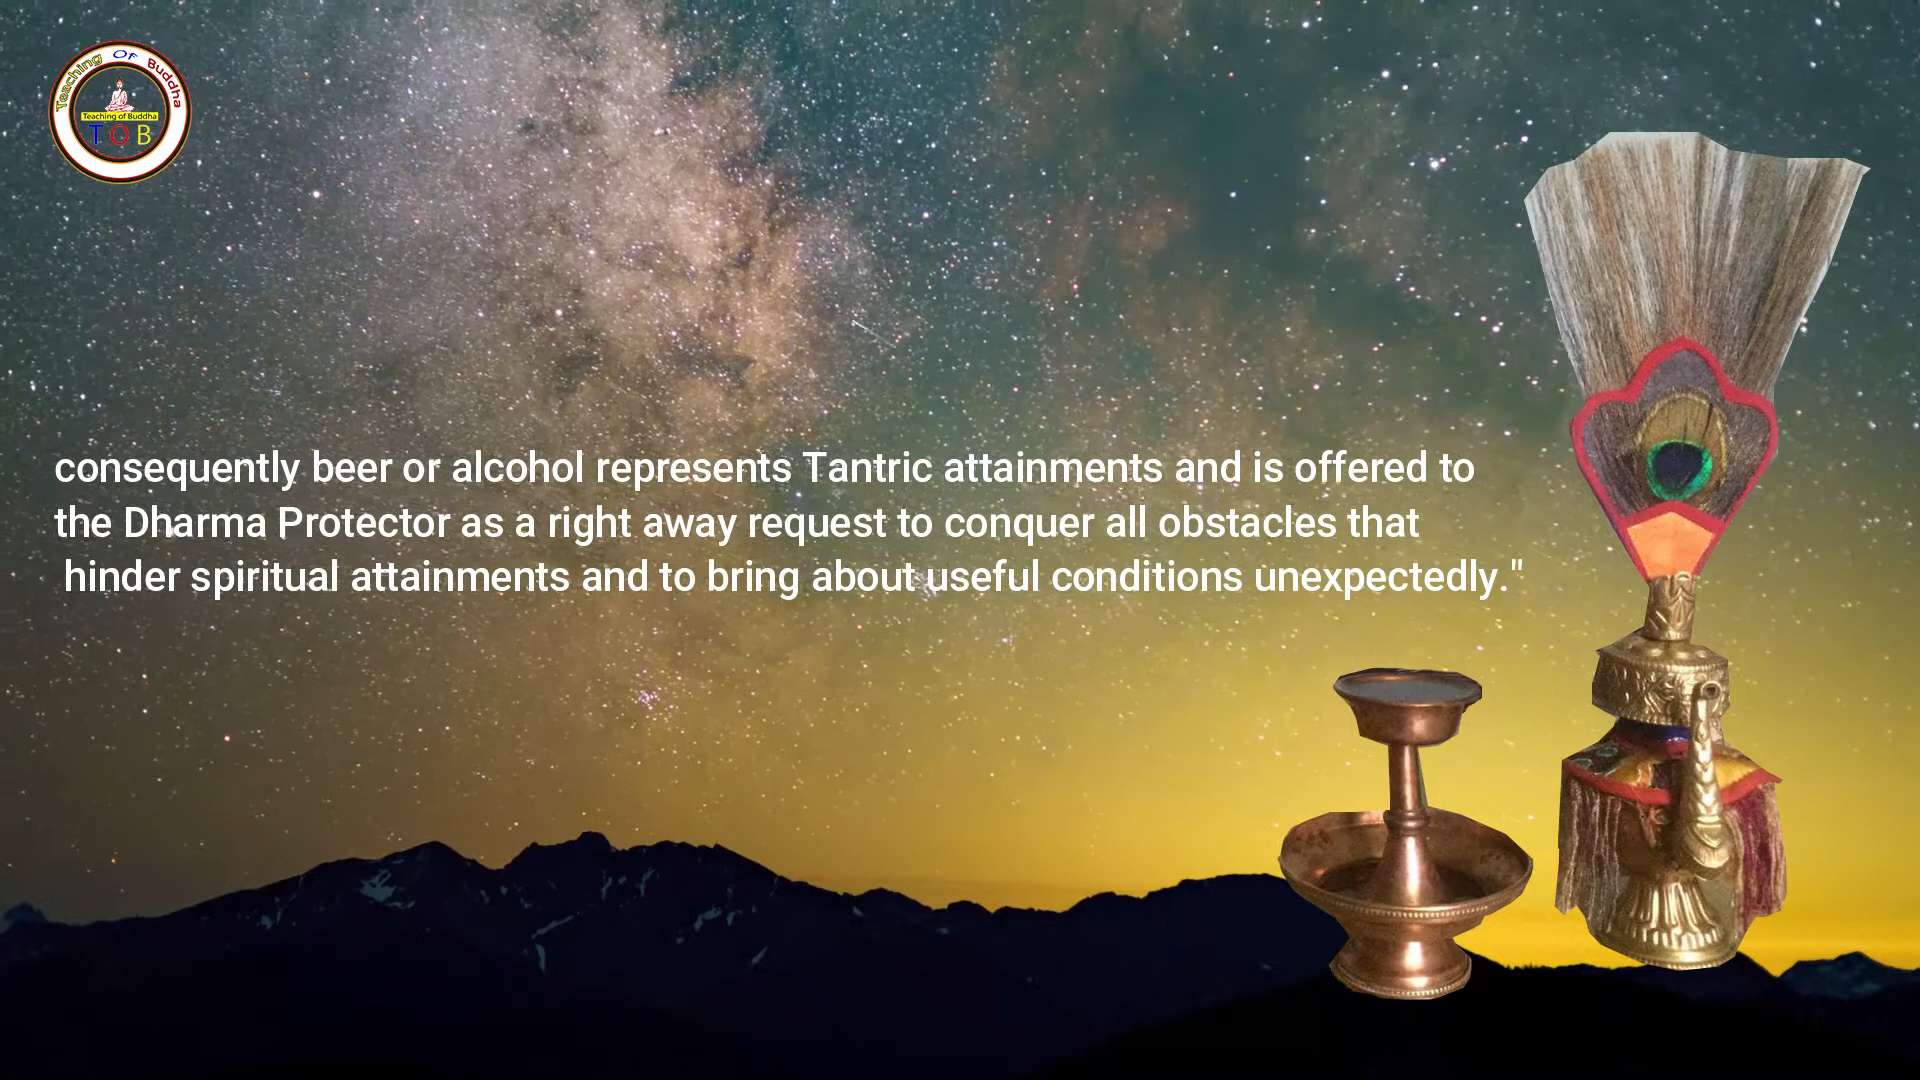 Teaching Of Buddha
Teaching of Buddha
T O B
consequently beer or alcohol represents Tantric attainments and is offered to
the Dharma Protector as a right away request to conquer all obstacles that
hinder spiritual attainments and to bring about useful conditions unexpectedly."